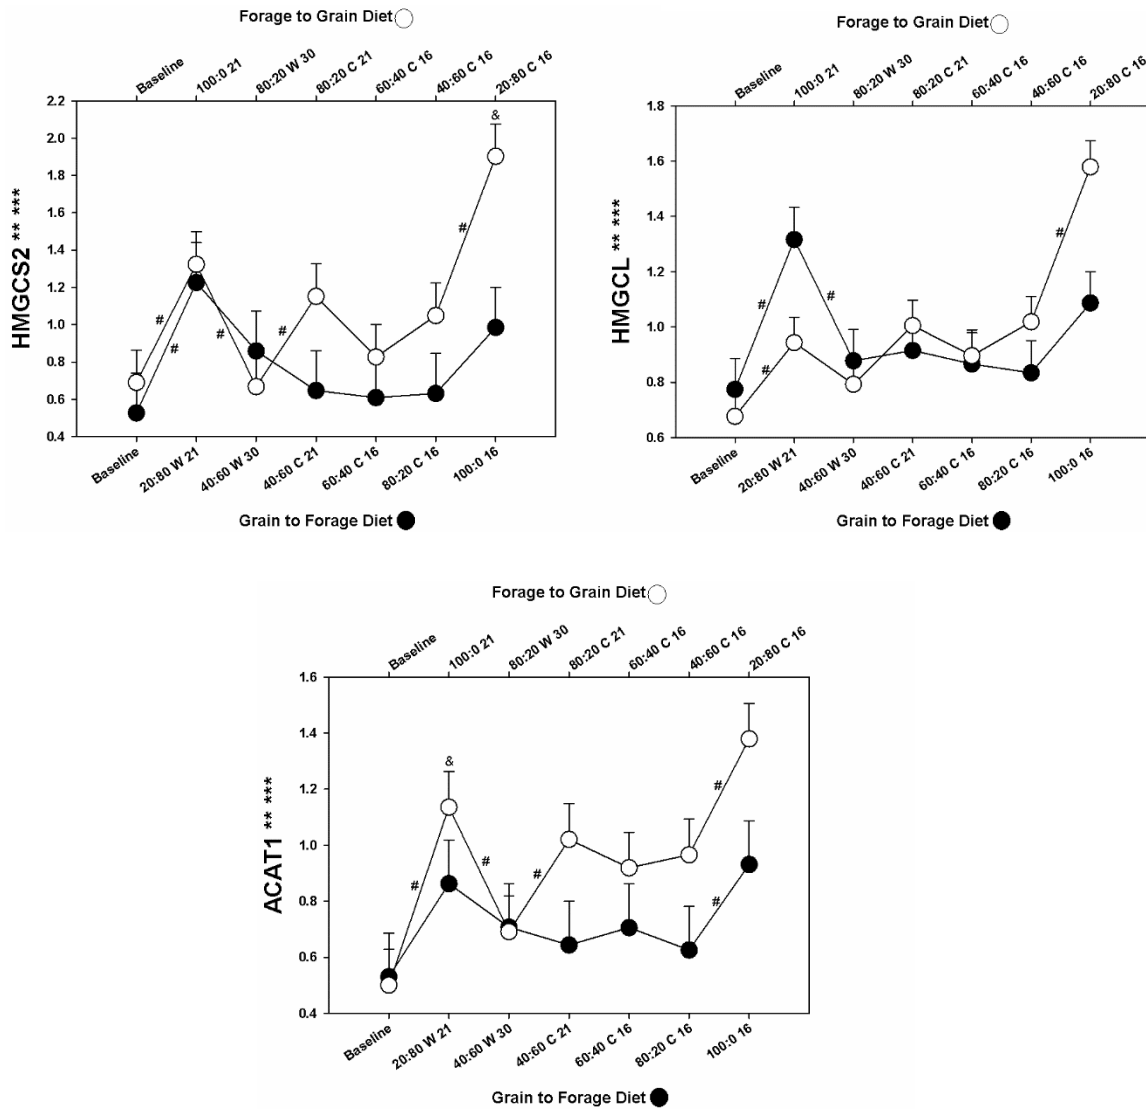 Forage to Grain Diet
Baseline
100:0 21
80:20 W 30
80:20 C 21
60:40 C 16
40:60 C 16
20:80 C 16
2.2
2.0
1.8
1.6
1.4
1.2
1.0
0.8
0.6
0.4
HMGCS2 ** ***
&
#
#
#
#
#
Baseline
20:80 W 21
40:60 W 30
40:60 C 21
60:40 C 16
80:20 C 16
100:0 16
Grain to Forage Diet
Forage to Grain Diet
Baseline
100:0 21
80:20 W 30
80:20 C 21
60:40 C 16
40:60 C 16
20:80 C 16
1.8
1.6
1.4
1.2
1.0
0.8
0.6
HMGCL ** ***
#
#
#
#
Baseline
20:80 W 21
40:60 W 30
40:60 C 21
60:40 C 16
80:20 C 16
100:0 16
Grain to Forage Diet
Forage to Grain Diet
Baseline
100:0 21
80:20 W 30
80:20 C 21
60:40 C 16
40:60 C 16
20:80 C 16
1.6
1.4
1.2
1.0
0.8
0.6
0.4
ACAT1 ** ***
&
#
#
#
#
#
Baseline
20:80 W 21
40:60 W 30
40:60 C 21
60:40 C 16
80:20 C 16
100:0 16
Grain to Forage Diet